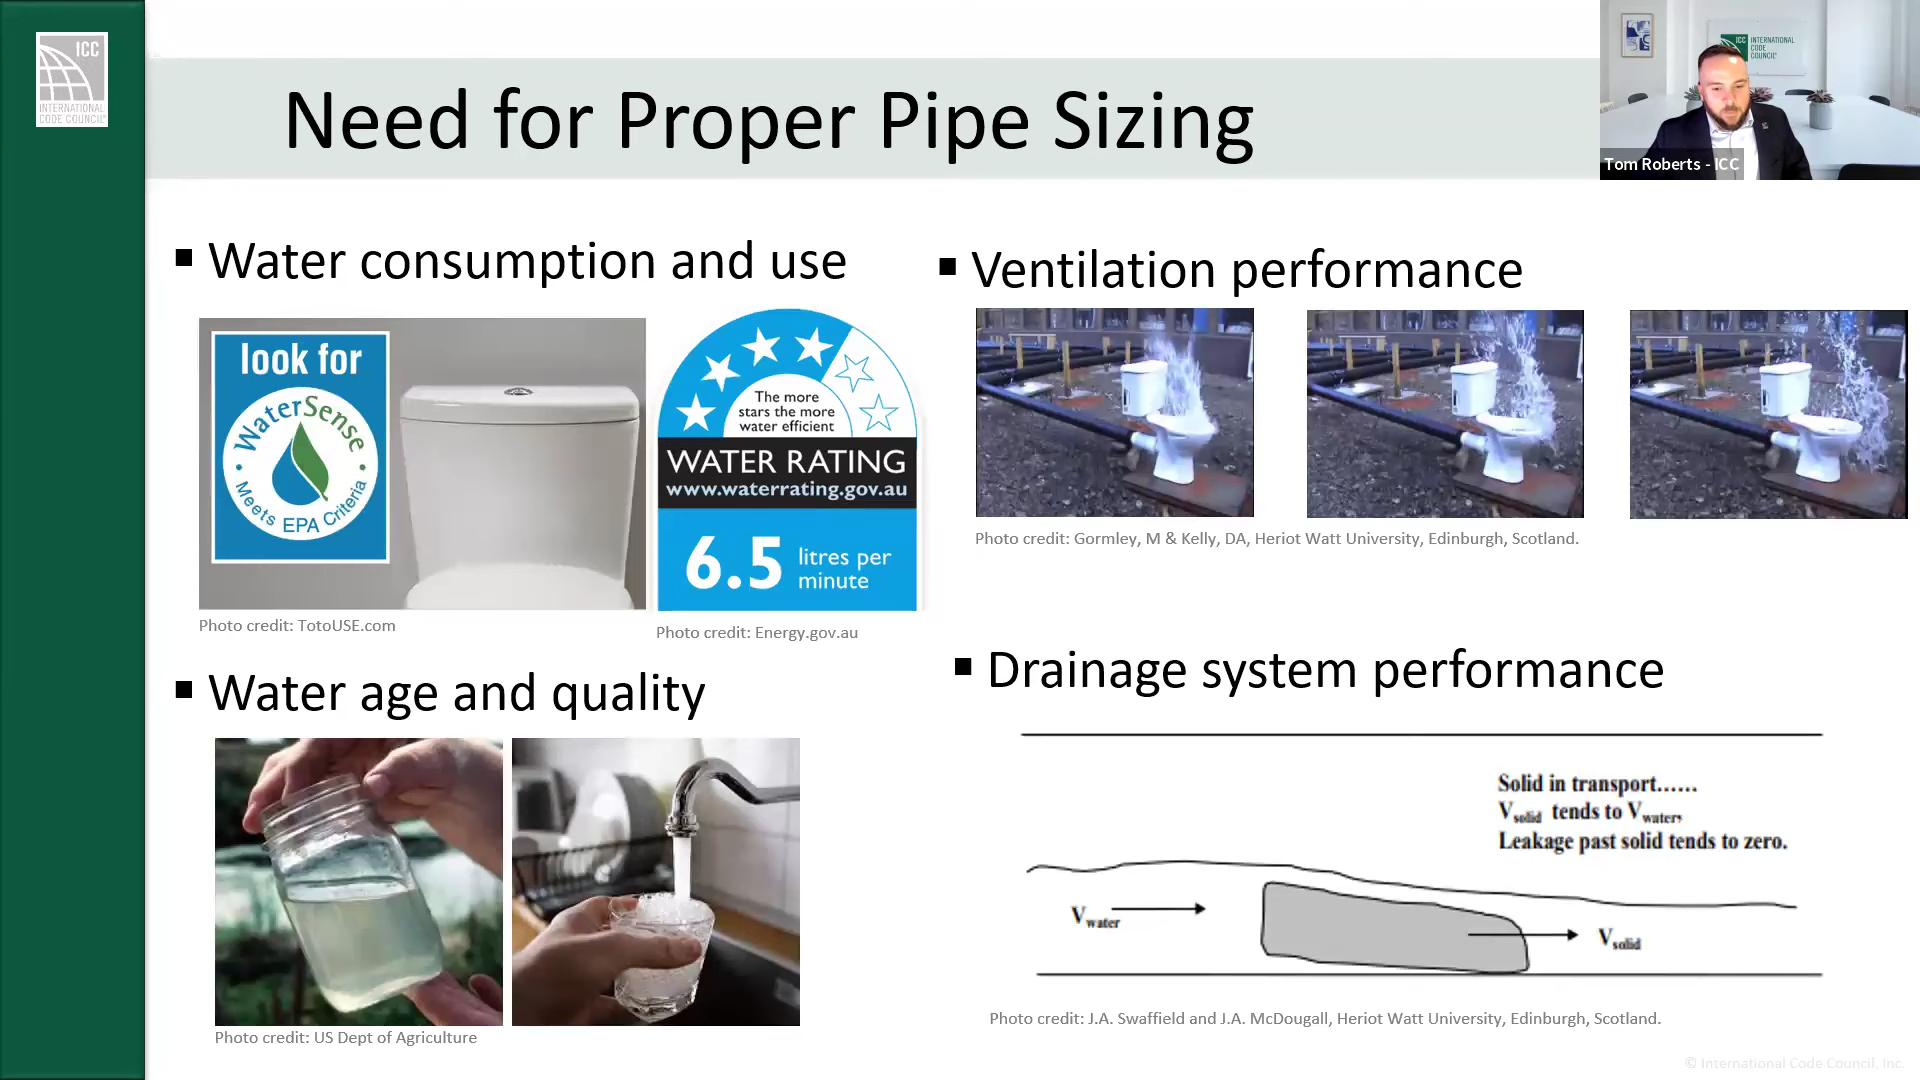 ICC
INTERNATIONAL
CODE COUNCIL
Need for Proper Pipe Sizing
ICC
INTERNATIONAL
CODE
COUNCIL
Tom Roberts - ICC
▪ Water consumption and use
look for
WaterSense
Meets EPA Criteria
The more
stars the more
water efficient
WATER RATING
www.waterrating.gov.au
6.5 litres per
minute
Photo credit: TotoUSE.com
Photo credit: Energy.gov.au
▪ Water age and quality
Photo credit: US Dept of Agriculture
▪ Ventilation performance
Photo credit: Gormley, M & Kelly, DA, Heriot Watt University, Edinburgh, Scotland.
▪ Drainage system performance
Solid in transport......
Vsolid tends to Vwater,
Leakage past solid tends to zero.
Vwater
Vsolid
Photo credit: J.A. Swaffield and J.A. McDougall, Heriot Watt University, Edinburgh, Scotland.
© International Code Council, Inc.